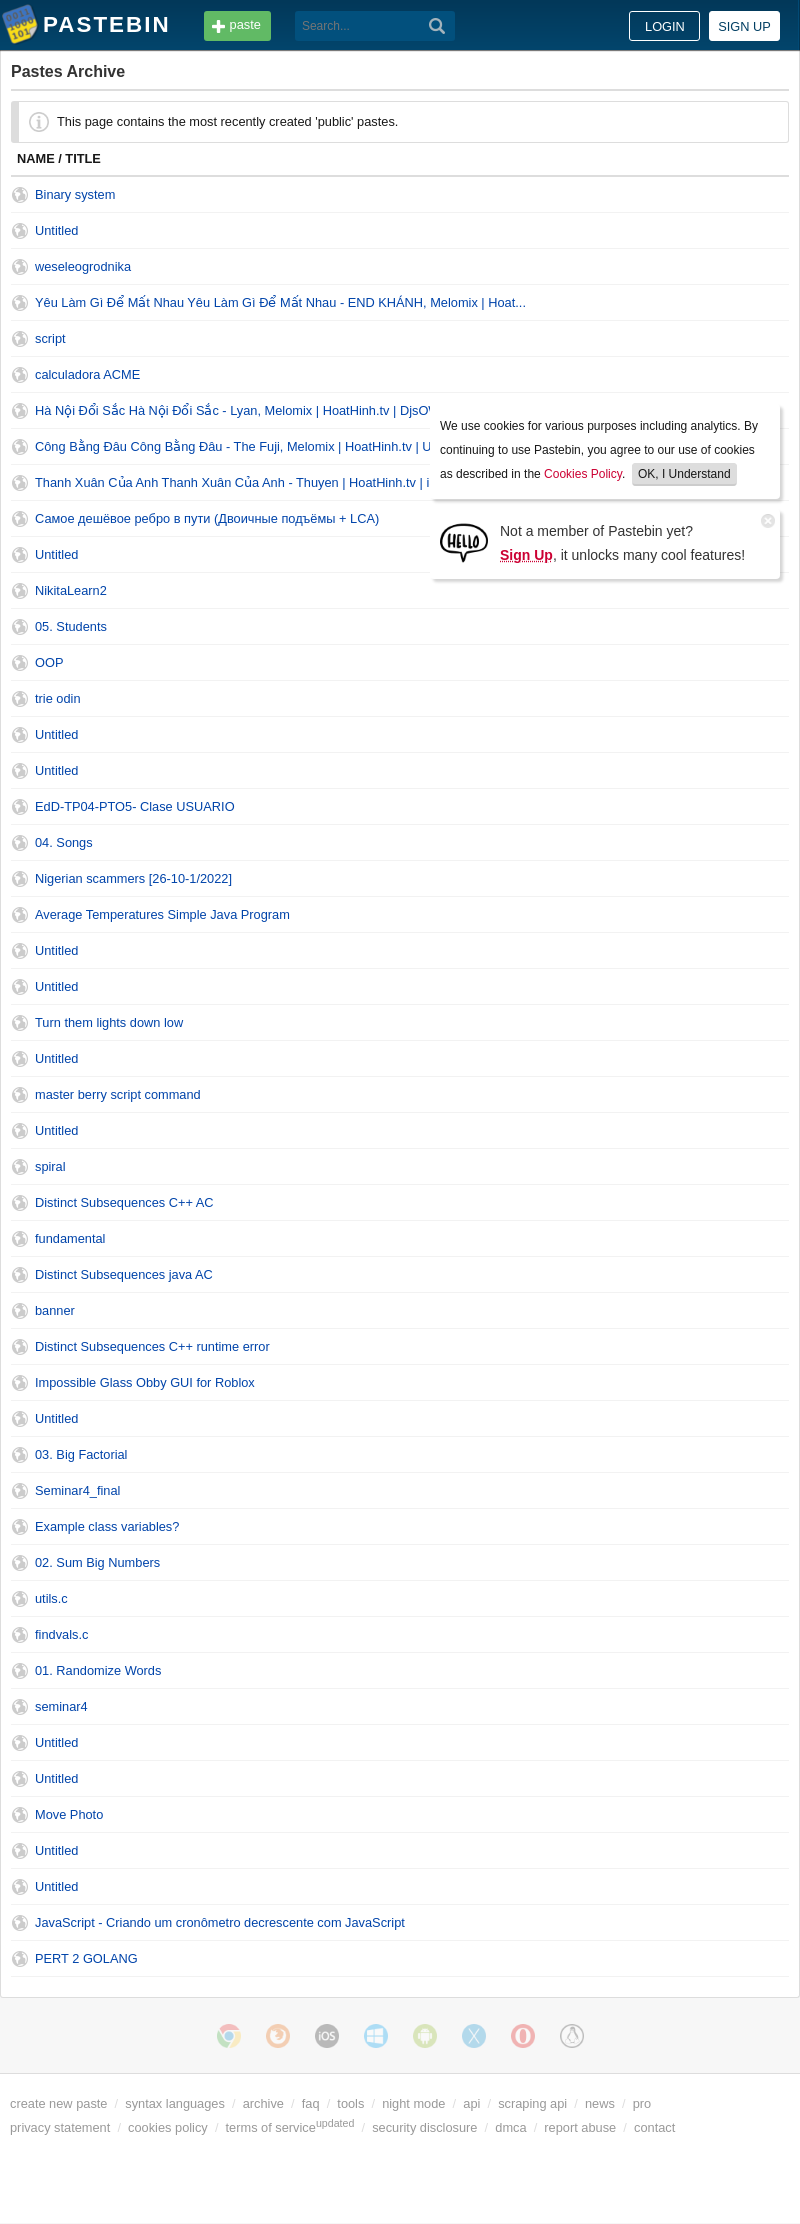 PASTEBIN
paste
Search...
LOGIN
SIGN UP
Pastes Archive
This page contains the most recently created 'public' pastes.
NAME / TITLE
Binary system
Untitled
weseleogrodnika
Yêu Làm Gì Để Mất Nhau Yêu Làm Gì Để Mất Nhau - END KHÁNH, Melomix | Hoat...
script
calculadora ACME
Hà Nội Đổi Sắc Hà Nội Đổi Sắc - Lyan, Melomix | HoatHinh.tv |
Công Bằng Đâu Công Bằng Đâu - The Fuji, Melomix | HoatHinh.tv |
Thanh Xuân Của Anh Thanh Xuân Của Anh - Thuyen | HoatHinh.tv |
We use cookies for various purposes including analytics. By
continuing to use Pastebin, you agree to our use of cookies
as described in the Cookies Policy. OK, I Understand
Самое дешёвое ребро в пути (Двоичные подъёмы + LCA)
HELLO
Not a member of Pastebin yet?
Sign Up, it unlocks many cool features!
Untitled
NikitaLearn2
05. Students
OOP
trie odin
Untitled
Untitled
EdD-TP04-PTO5- Clase USUARIO
04. Songs
Nigerian scammers [26-10-1/2022]
Average Temperatures Simple Java Program
Untitled
Untitled
Turn them lights down low
Untitled
master berry script command
Untitled
spiral
Distinct Subsequences C++ AC
fundamental
Distinct Subsequences java AC
banner
Distinct Subsequences C++ runtime error
Impossible Glass Obby GUI for Roblox
Untitled
03. Big Factorial
Seminar4_final
Example class variables?
02. Sum Big Numbers
utils.c
findvals.c
01. Randomize Words
seminar4
Untitled
Untitled
Move Photo
Untitled
Untitled
JavaScript - Criando um cronômetro decrescente com JavaScript
PERT 2 GOLANG
iOS
create new paste / syntax languages / archive / faq / tools / night mode / api / scraping api / news / pro
privacy statement / cookies policy / terms of service updated / security disclosure / dmca / report abuse / contact